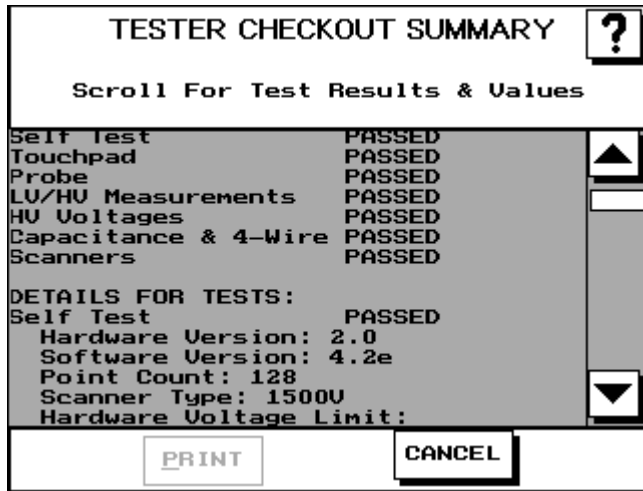 TESTER CHECKOUT SUMMARY ?
Scroll For Test Results & Values
Self Test PASSED
Touchpad PASSED
Probe PASSED
LV/HV Measurements PASSED
HV Voltages PASSED
Capacitance & 4-Wire PASSED
Scanners PASSED
DETAILS FOR TESTS:
Self Test PASSED
Hardware Version: 2.0
Software Version: 4.2e
Point Count: 128
Scanner Type: 1500V
Hardware Voltage Limit:
PRINT CANCEL